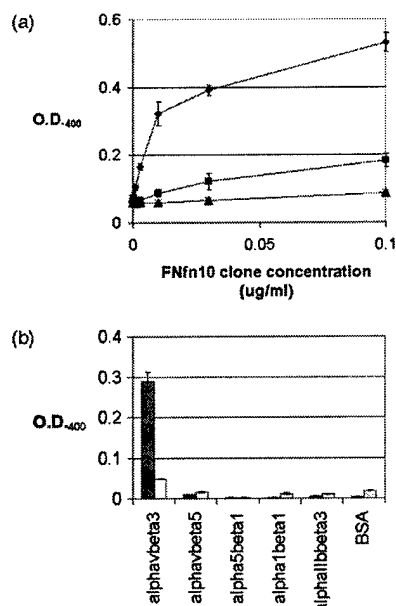 (a)
0.6
0.4
O.D-400
0.2
0
0
0.05
0.1
FNfn10 clone concentration
(ug/ml)
(b)
0.4
0.3
O.D-400
0.2
0.1
0
alphavbeta3
alphavbeta5
alpha5beta1
alpha1beta1
alphaIIbbeta3
BSA